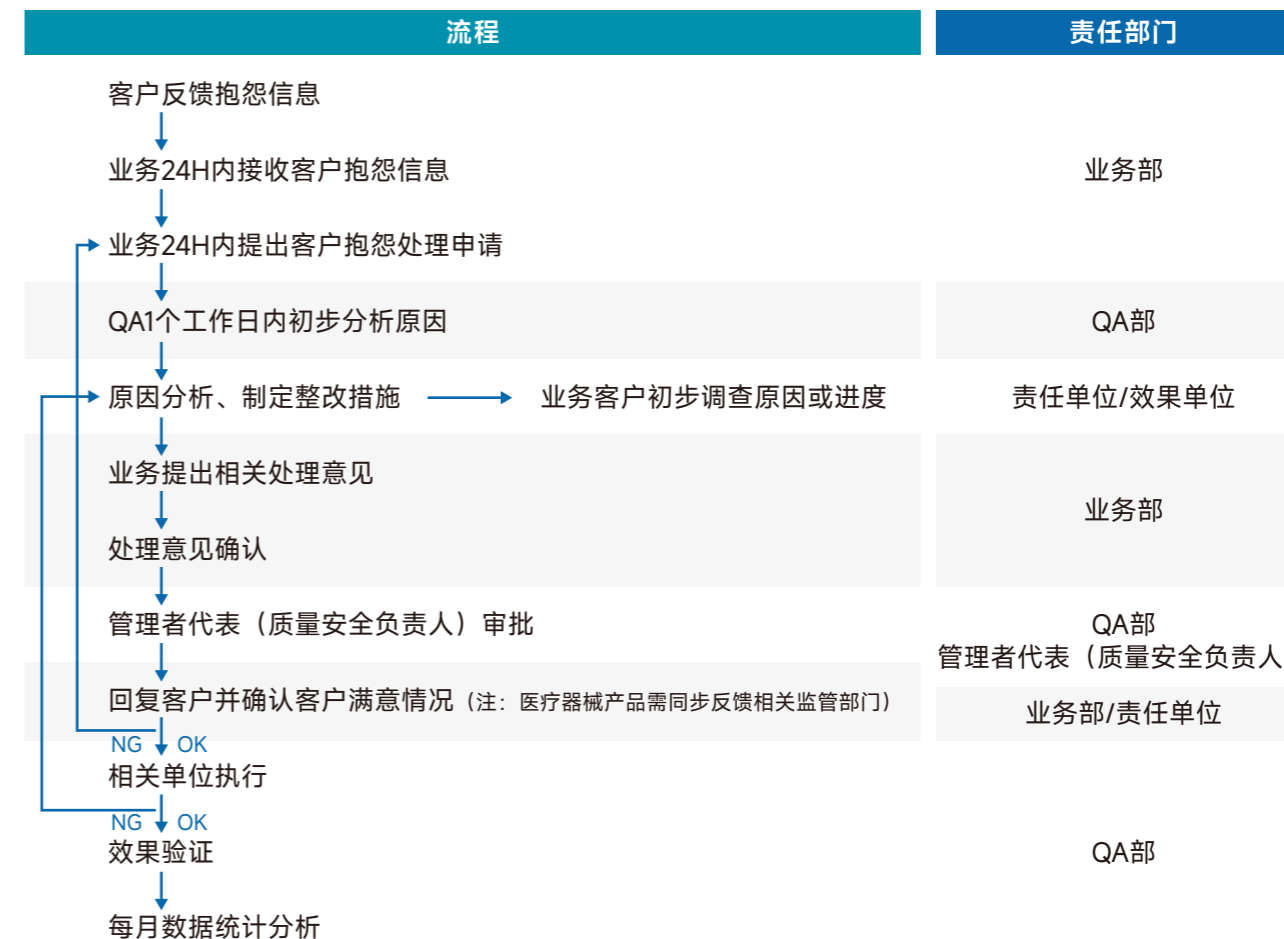 流程
责任部门
客户反馈抱怨信息
业务24H内接收客户抱怨信息
业务部
业务24H内提出客户抱怨处理申请
QA1个工作日内初步分析原因
QA部
原因分析、制定整改措施
业务客户初步调查原因或进度
责任单位/效果单位
业务提出相关处理意见
业务部
处理意见确认
管理者代表（质量安全负责人）审批
QA部
管理者代表（质量安全负责人
回复客户并确认客户满意情况（注：医疗器械产品需同步反馈相关监管部门）
业务部/责任单位
NG OK
相关单位执行
NG OK
效果验证
QA部
每月数据统计分析